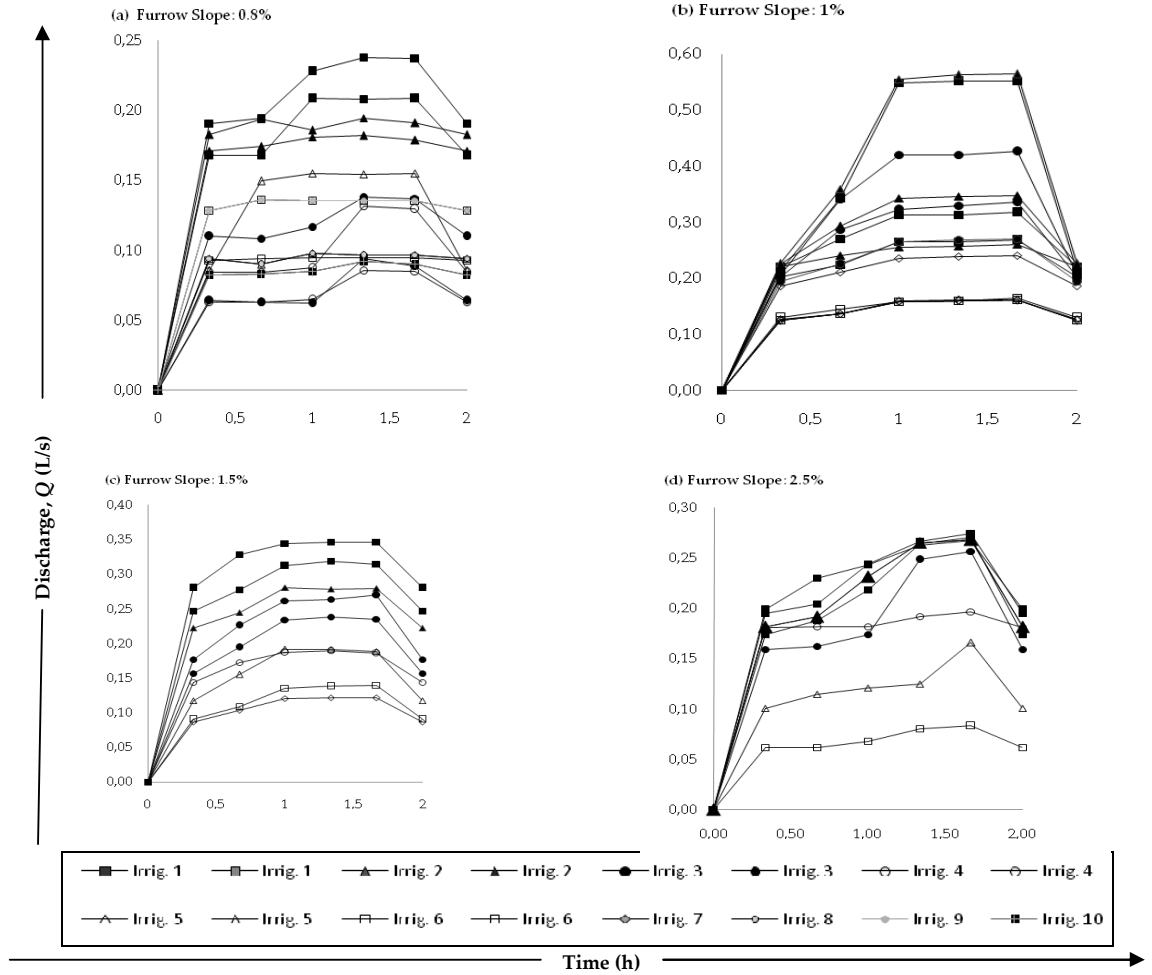 (a) Furrow Slope: 0.8%
0,25
0,20
0,15
0,10
0,05
0,00
0 0,5 1 1,5 2
(b) Furrow Slope: 1%
0,60
0,50
0,40
0,30
0,20
0,10
0,00
0 0,5 1 1,5 2
Discharge, Q (L/s)
(c) Furrow Slope: 1.5%
0,40
0,35
0,30
0,25
0,20
0,15
0,10
0,05
0,00
0 0,5 1 1,5 2
(d) Furrow Slope: 2.5%
0,30
0,25
0,20
0,15
0,10
0,05
0,00
0,00 0,50 1,00 1,50 2,00
Irrig. 1 Irrig. 1 Irrig. 2 Irrig. 2 Irrig. 3 Irrig. 3 Irrig. 4 Irrig. 4
Irrig. 5 Irrig. 5 Irrig. 6 Irrig. 6 Irrig. 7 Irrig. 8 Irrig. 9 Irrig. 10
Time (h)